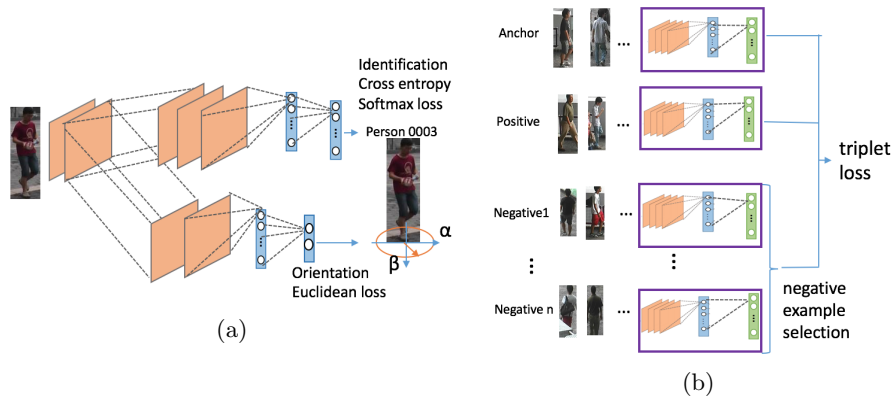 Identification
Cross entropy
Softmax loss
Person 0003
α
β
Orientation
Euclidean loss
(a)
Anchor
Positive
Negative1
Negative n
triplet
loss
negative
example
selection
(b)